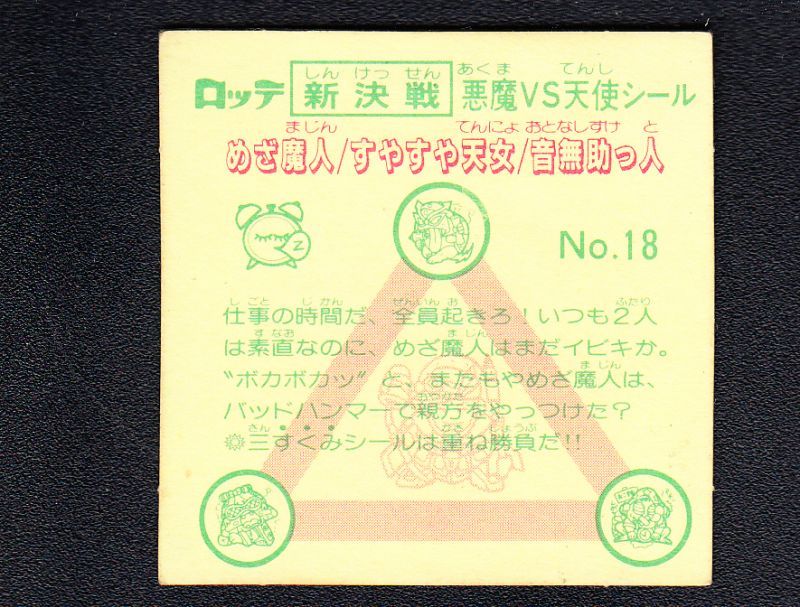 しん けっ せん あくま てんし
ロッテ 新決戦 悪魔VS天使シール
まじん てんにょ おとなしすけ と
めざ魔人/すやすや天女/音無助っ人
z
No.18
しごと じかん ぜんいん お ふたり
仕事の時間だ、全員起きろ!いつも2人
すなお まじん
は素直なのに、めざ魔人はまだイビキか。
まじん
"ボカボカッ"と、またもやめざ魔人は、
おやかた
バッドハンマーで親方をやっつけた?
さん かさ しょうぶ
三すくみシールは重ね勝負だ!!